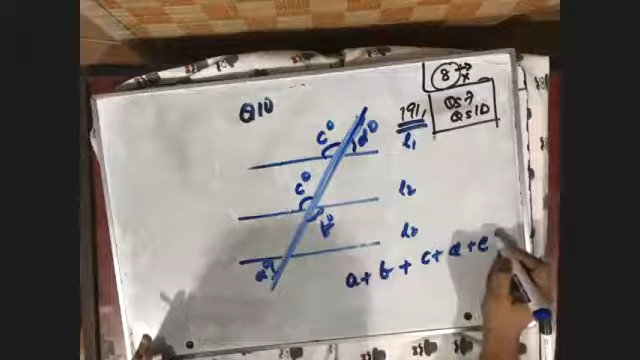 8 → x
Q10
191,
Qs 7
Qs 10
c° d°
l₁
c°
l₂
b°
l₃
a°
a + b + c + d + e